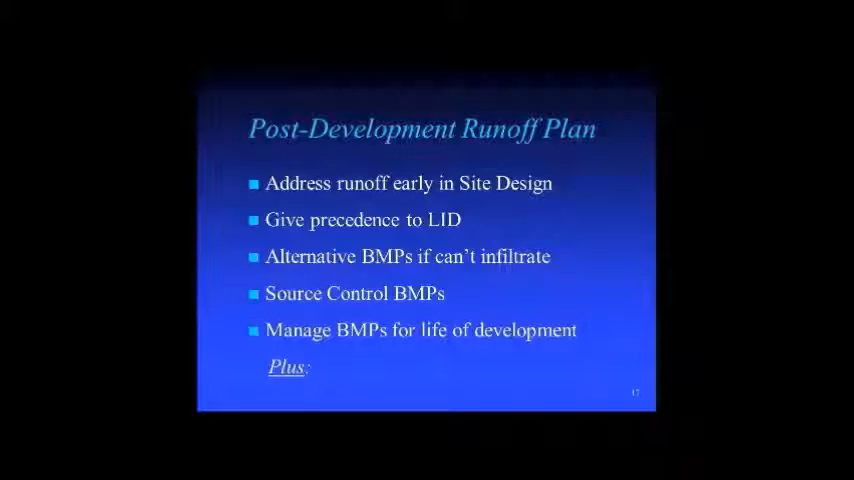 Post-Development Runoff Plan
Address runoff early in Site Design
Give precedence to LID
Alternative BMPs if can't infiltrate
Source Control BMPs
Manage BMPs for life of development
Plus:
17